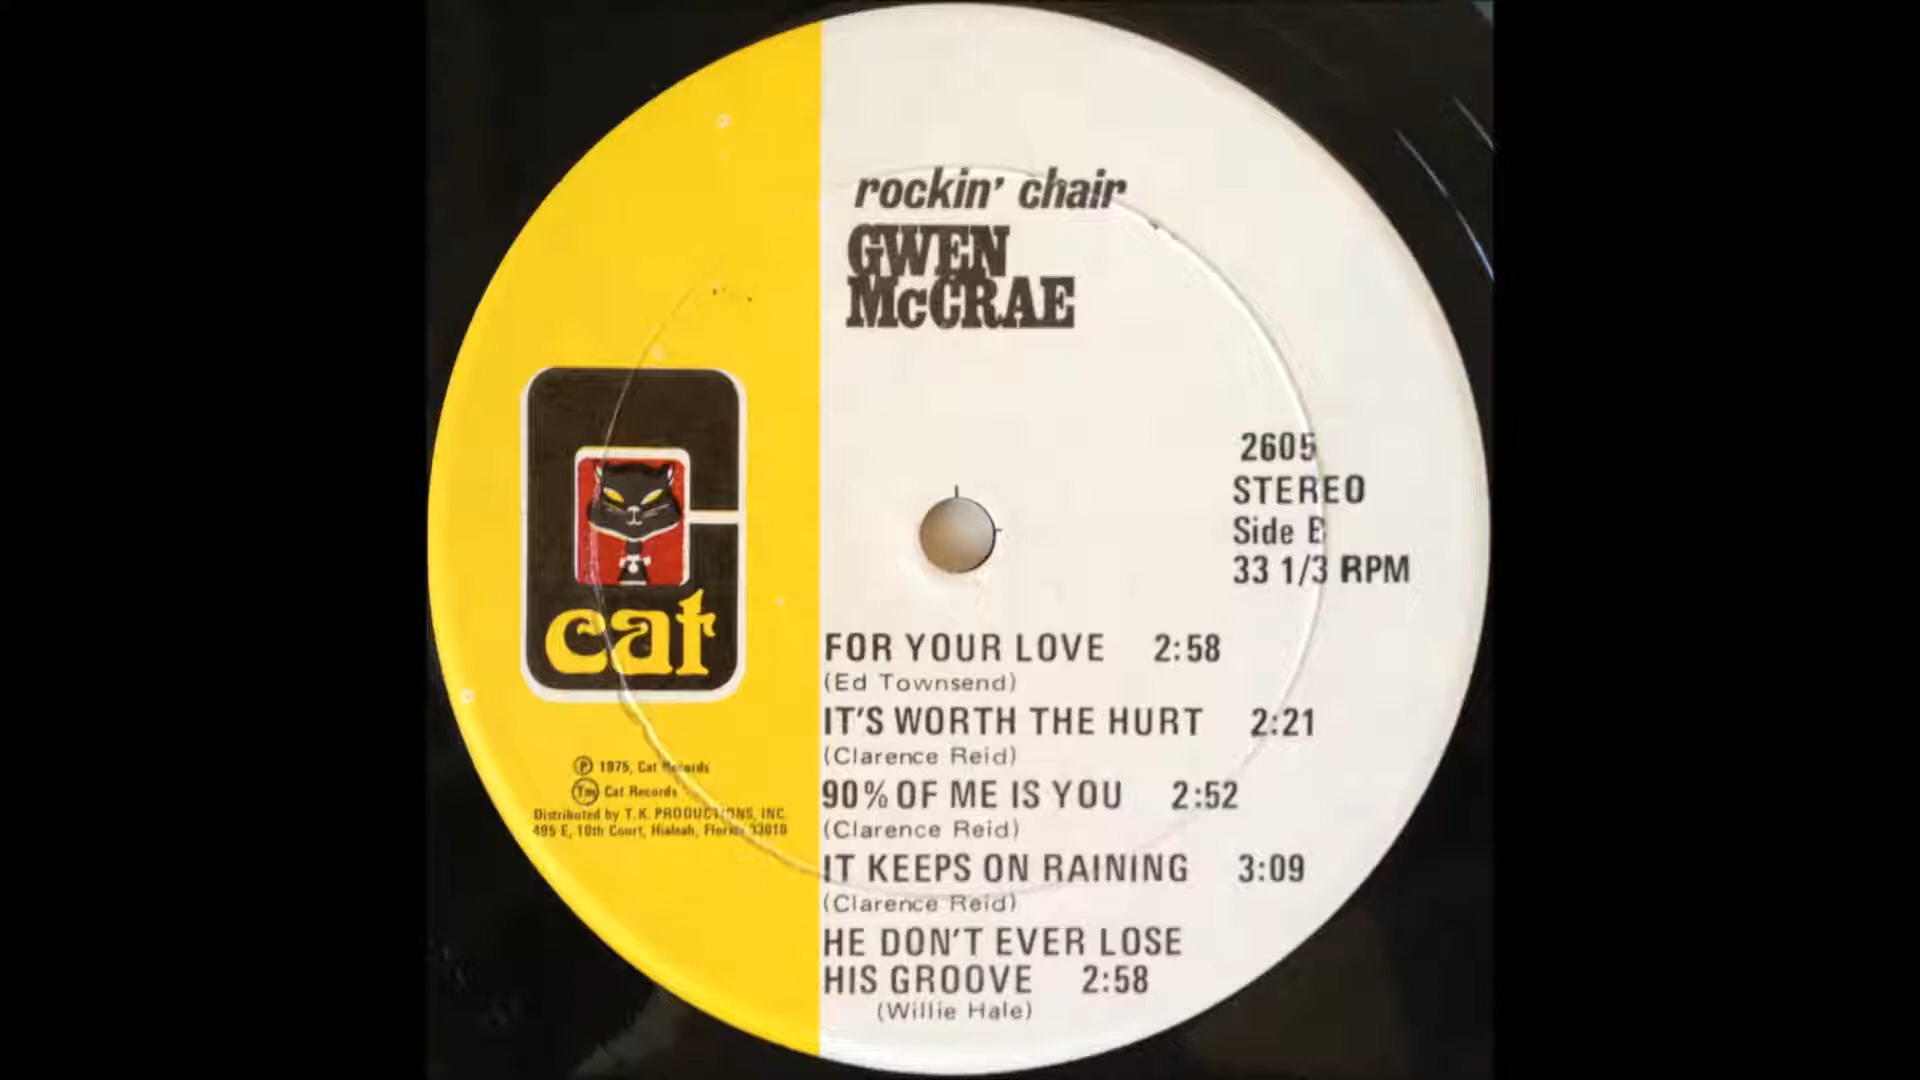 rockin' chair
GWEN
McCRAE
2605
STEREO
Side B
33 1/3 RPM
cat
FOR YOUR LOVE 2:58
(Ed Townsend)
IT'S WORTH THE HURT 2:21
(Clarence Reid)
90% OF ME IS YOU 2:52
(Clarence Reid)
IT KEEPS ON RAINING 3:09
(Clarence Reid)
HE DON'T EVER LOSE
HIS GROOVE 2:58
(Willie Hale)
Ⓟ 1975, Cat Records
Tm Cat Records
Distributed by T.K. PRODUCTIONS, INC.
495 E, 10th Court, Hialeah, Florida 33010